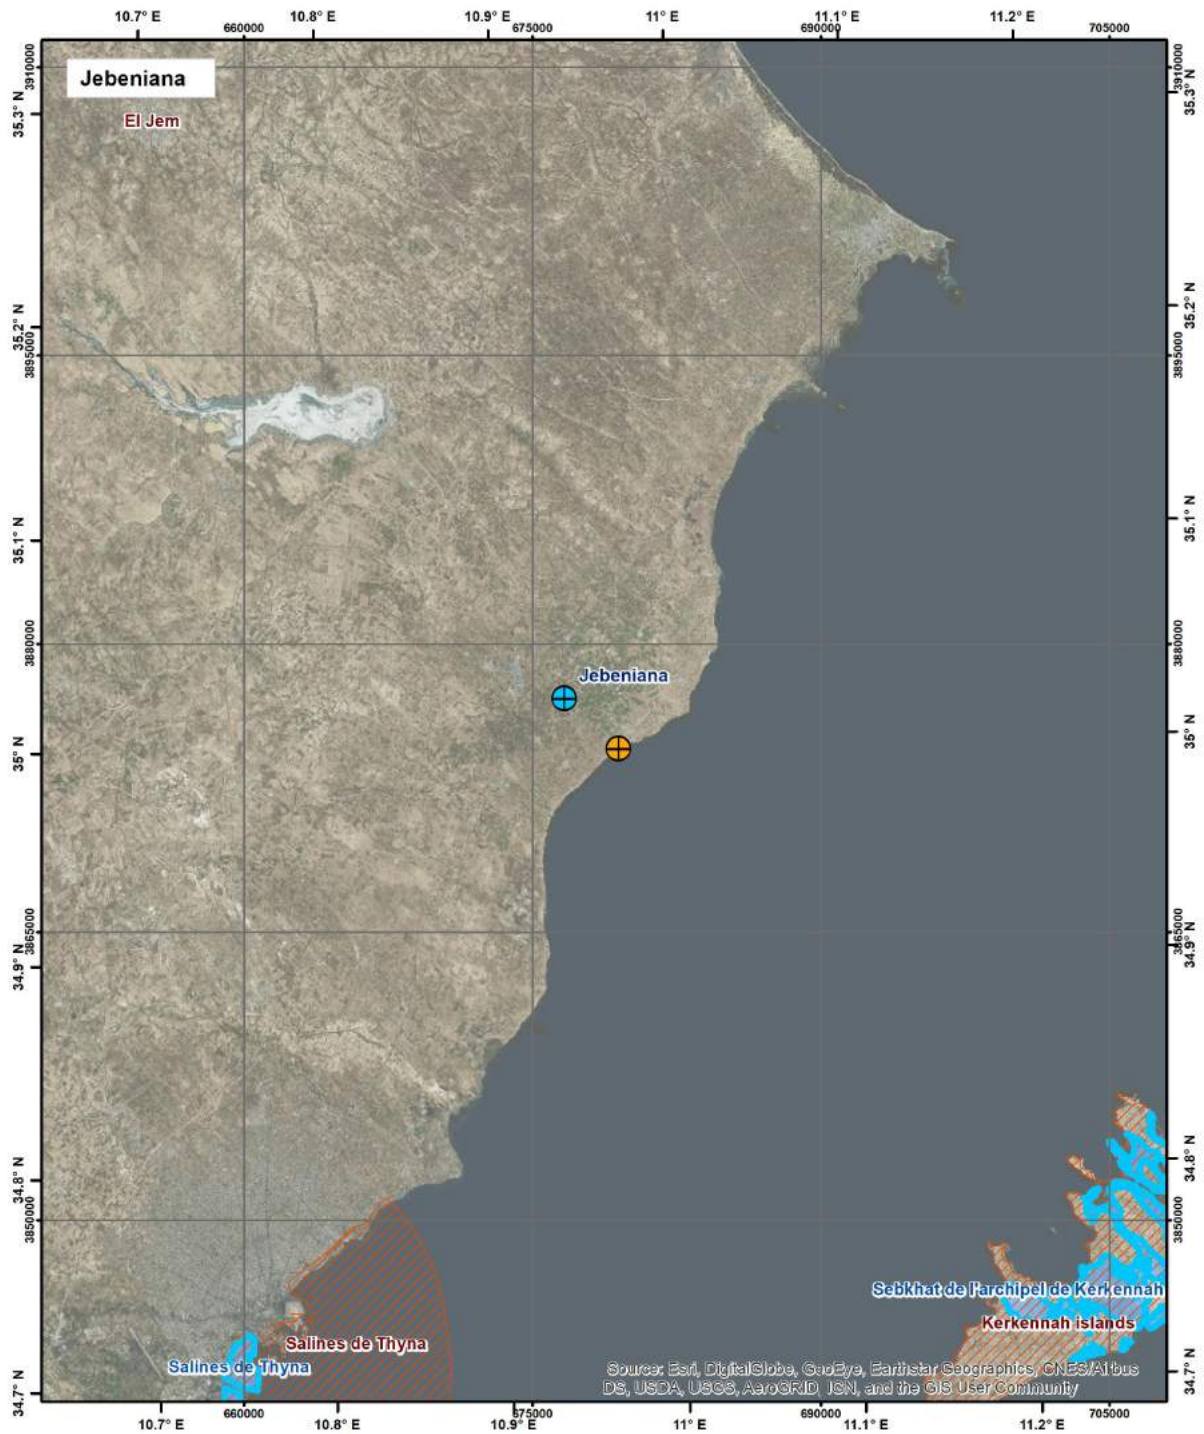 10.7° E 10.8° E 10.9° E 11° E 11.1° E 11.2° E
660000 675000 690000 705000
3910000
3910000
Jebeniana
35.3° N
35.3° N
El Jem
35.2° N
35.2° N
3895000
3895000
35.1° N
35.1° N
3880000
3880000
Jebeniana
35° N
35° N
3865000
3865000
34.9° N
34.9° N
34.8° N
34.8° N
3850000
3850000
Sebkhat de l'archipel de Kerkennah
Kerkennah islands
Salines de Thyna
Salines de Thyna
34.7° N
34.7° N
Source: Esri, DigitalGlobe, GeoEye, Earthstar Geographics, CNES/Airbus
DS, USDA, USGS, AeroGRID, IGN, and the GIS User Community
660000 675000 690000 705000
10.7° E 10.8° E 10.9° E 11° E 11.1° E 11.2° E